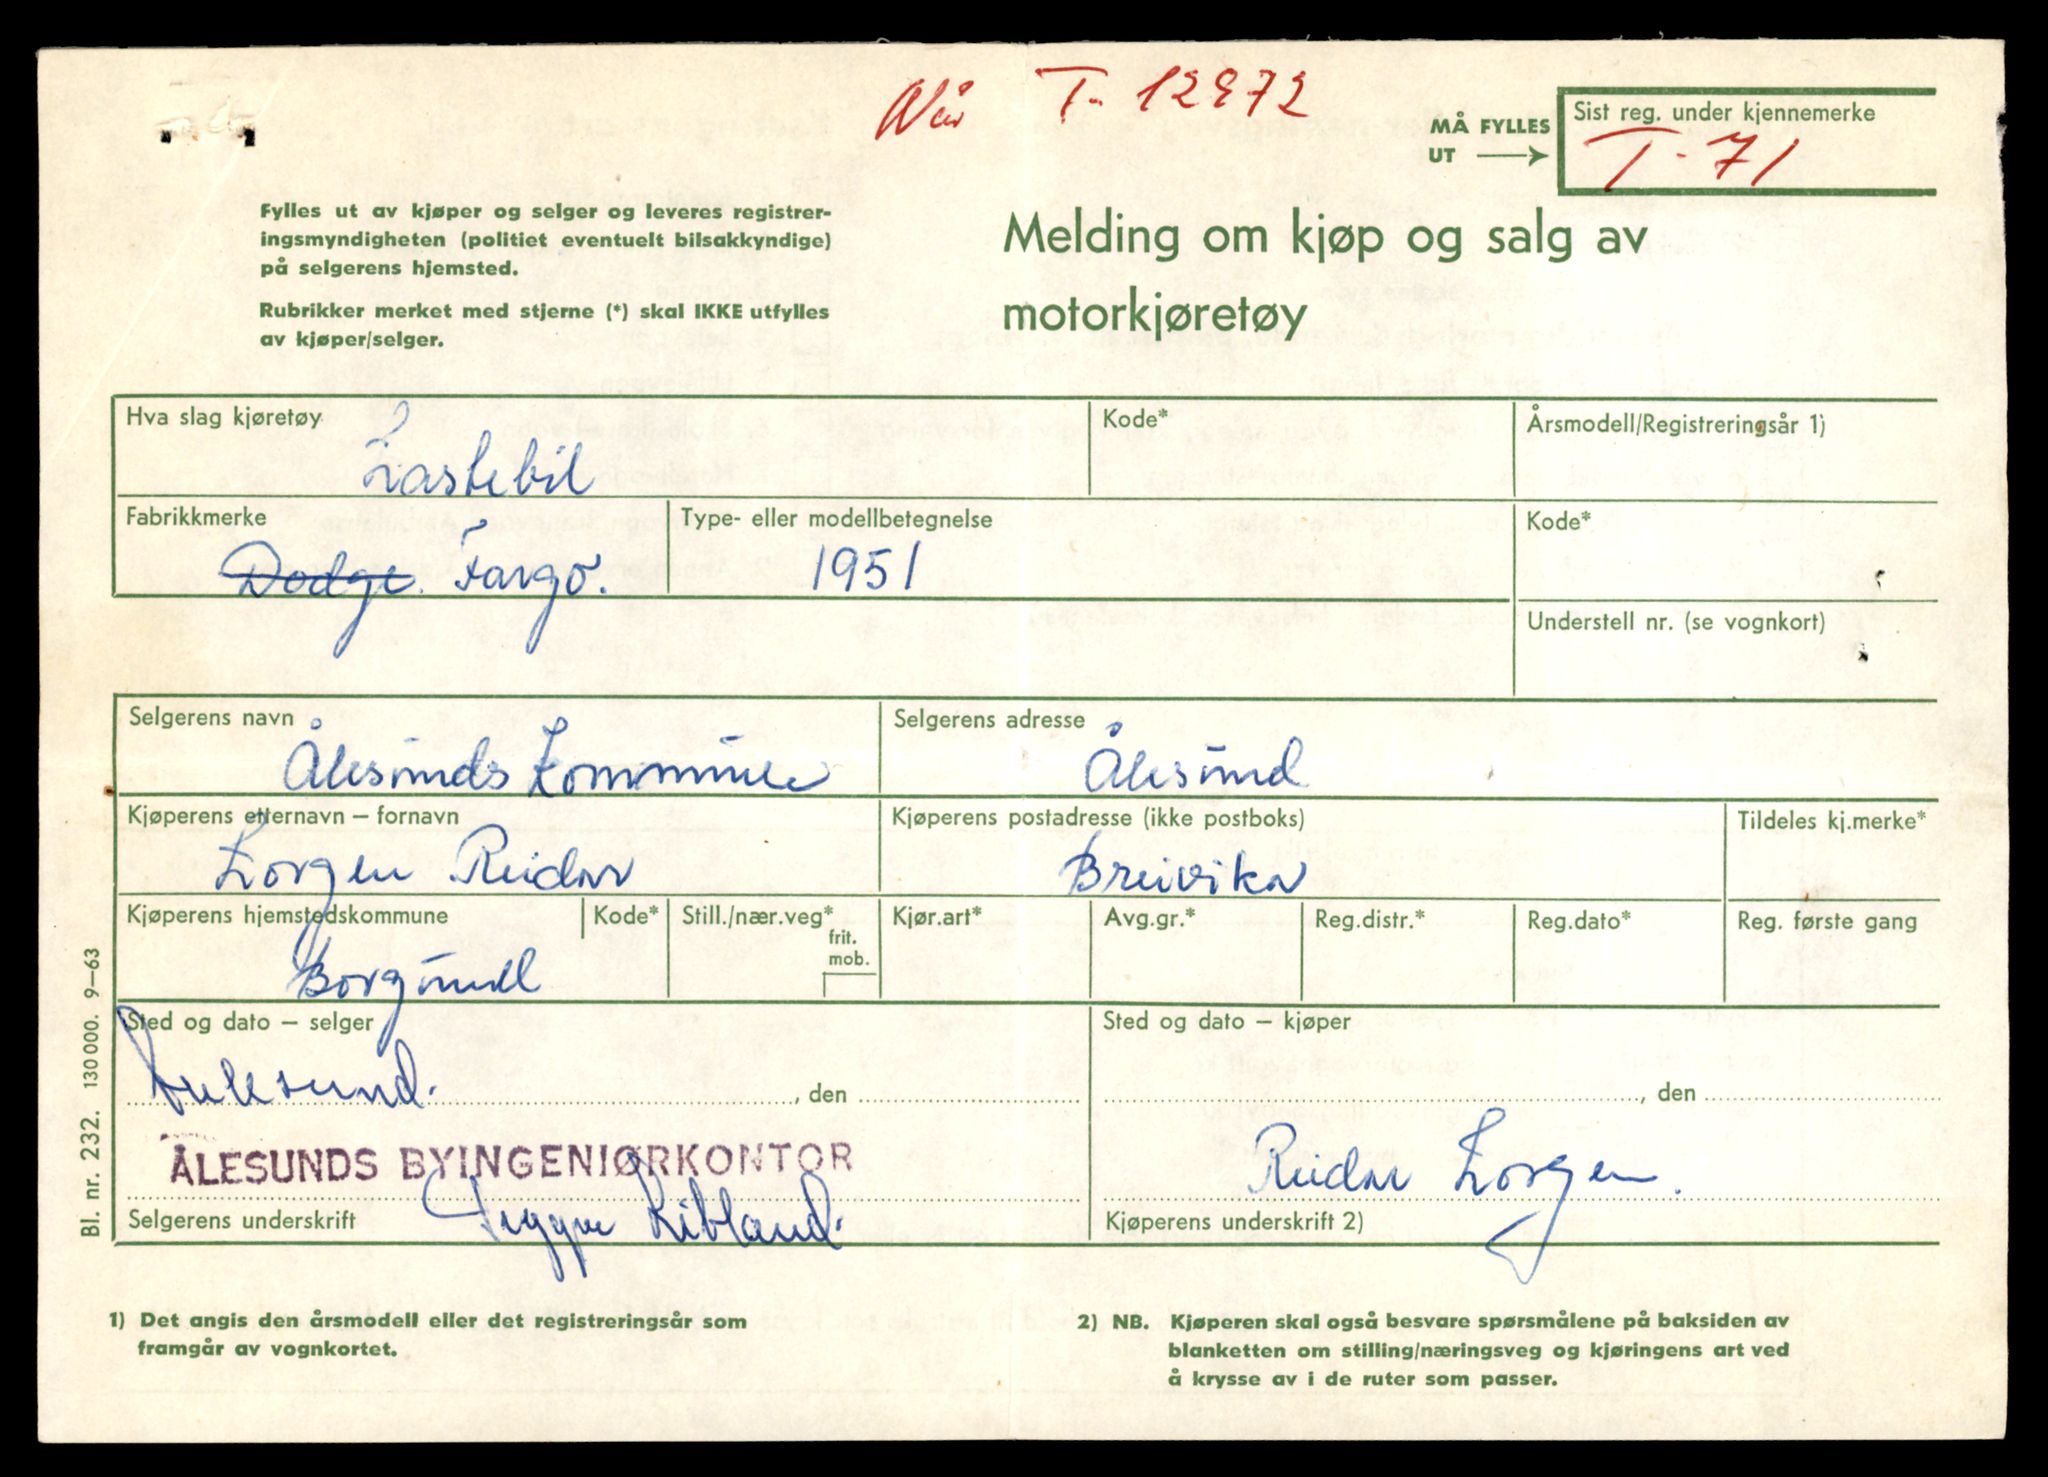 Nå T- 12872
MÅ FYLLES
UT
Sist reg. under kjennemerke
T-71
Fylles ut av kjøper og selger og leveres registrer-
ingsmyndigheten (politiet eventuelt bilsakkyndige)
på selgerens hjemsted.
Rubrikker merket med stjerne (*) skal IKKE utfylles
av kjøper/selger.
Melding om kjøp og salg av
motorkjøretøy
Hva slag kjøretøy
Lastebil
Kode*
Årsmodell/Registreringsår 1)
Fabrikkmerke
Dodge. Fargo.
Type- eller modellbetegnelse
1951
Kode*
Understell nr. (se vognkort)
Selgerens navn
Ålesunds Kommune
Selgerens adresse
Ålesund
Kjøperens etternavn – fornavn
Lorgen Reidar
Kjøperens postadresse (ikke postboks)
Breivika
Tildeles kj.merke*
Kjøperens hjemstedskommune
Borgund
Kode*
Still./nær.veg*
frit.
mob.
Kjør.art*
Avg.gr.*
Reg.distr.*
Reg.dato*
Reg. første gang
Sted og dato – selger
Aalesund.
, den
ÅLESUNDS BYINGENIØRKONTOR
Selgerens underskrift
Sted og dato – kjøper
, den
Reidar Lorgen.
Kjøperens underskrift 2)
Bl. nr. 232. 130 000. 9–63
1) Det angis den årsmodell eller det registreringsår som
framgår av vognkortet.
2) NB. Kjøperen skal også besvare spørsmålene på baksiden av
blanketten om stilling/næringsveg og kjøringens art ved
å krysse av i de ruter som passer.